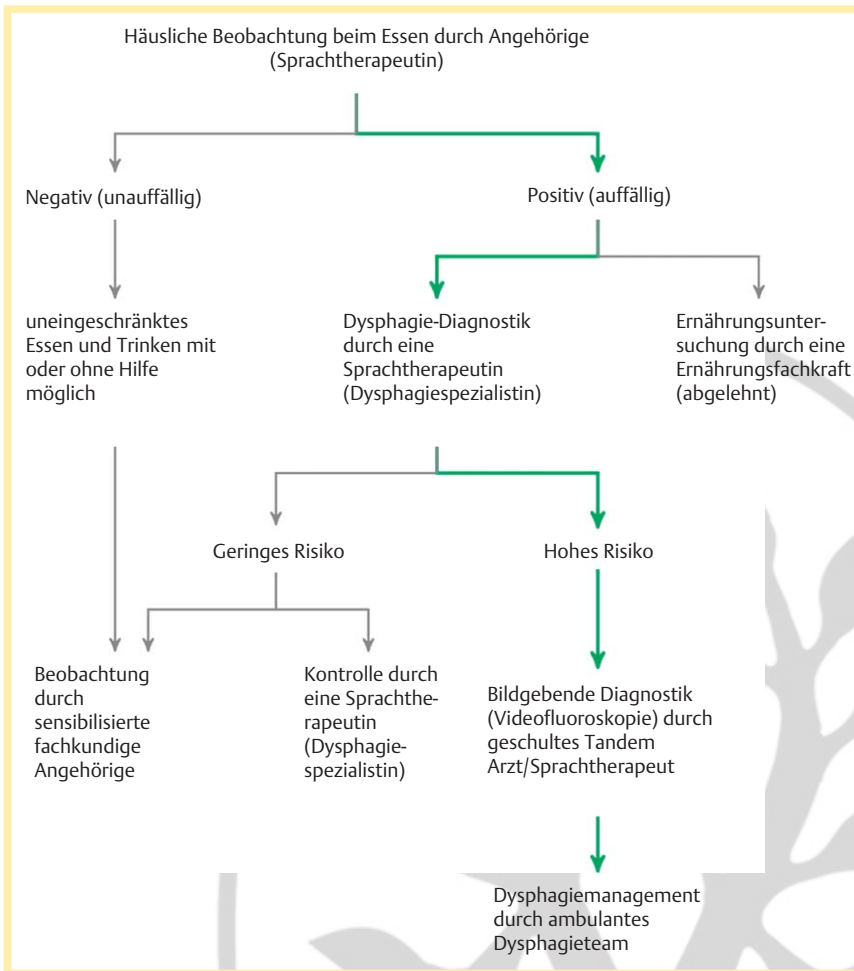 Häusliche Beobachtung beim Essen durch Angehörige
(Sprachtherapeutin)
Negativ (unauffällig)
Positiv (auffällig)
uneingeschränktes
Essen und Trinken mit
oder ohne Hilfe
möglich
Dysphagie-Diagnostik
durch eine
Sprachtherapeutin
(Dysphagiespezialistin)
Ernährungsunter-
suchung durch eine
Ernährungsfachkraft
(abgelehnt)
Geringes Risiko
Hohes Risiko
Beobachtung
durch
sensibilisierte
fachkundige
Angehörige
Kontrolle durch
eine Sprachthe-
rapeutin
(Dysphagie-
spezialistin)
Bildgebende Diagnostik
(Videofluoroskopie) durch
geschultes Tandem
Arzt/Sprachtherapeut
Dysphagiemanagement
durch ambulantes
Dysphagieteam